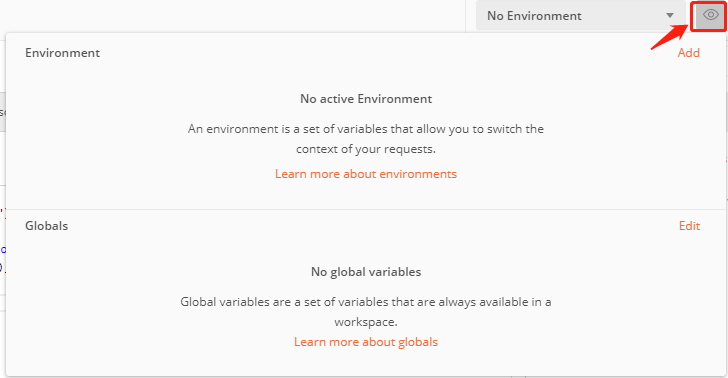 No Environment
Environment
Add
No active Environment
An environment is a set of variables that allow you to switch the
context of your requests.
Learn more about environments
Globals
Edit
No global variables
Global variables are a set of variables that are always available in a
workspace.
Learn more about globals